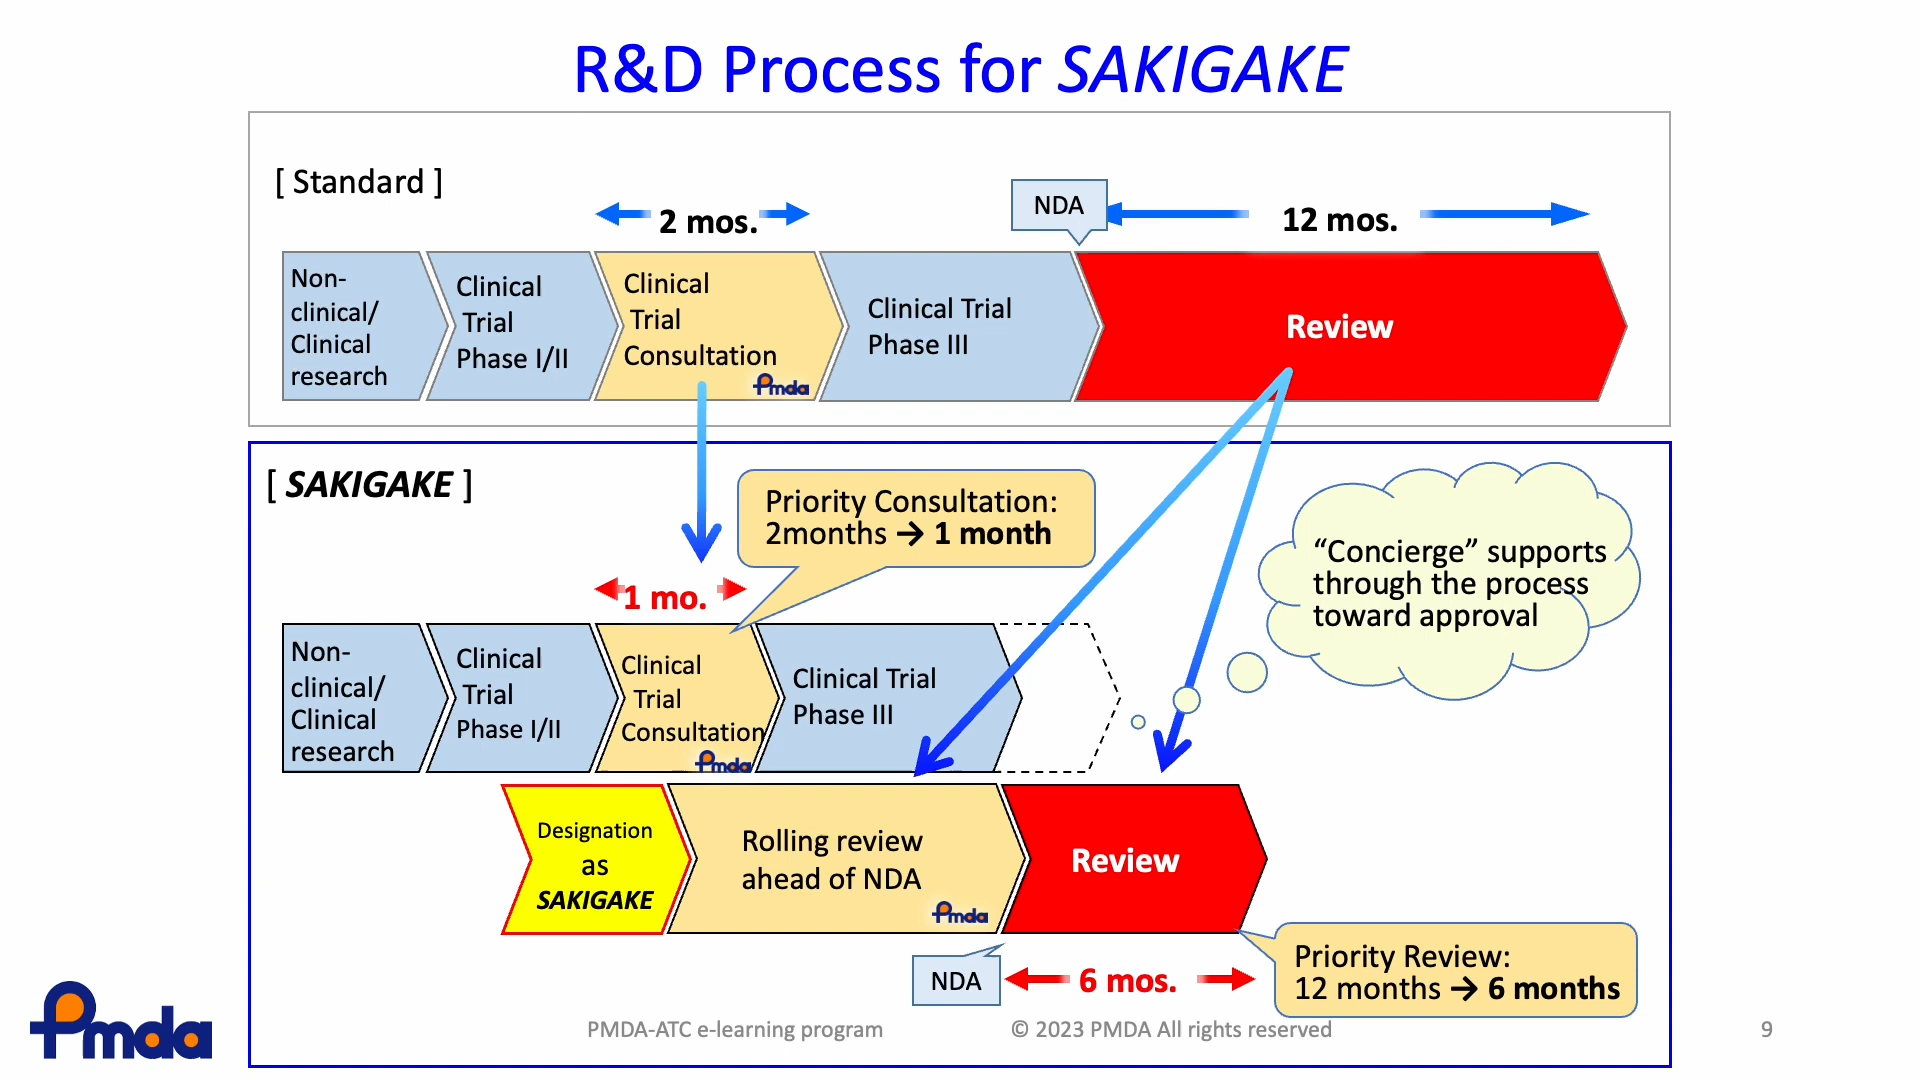 R&D Process for SAKIGAKE
[ Standard ]
2 mos.
NDA
12 mos.
Non-
clinical/
Clinical
research
Clinical
Trial
Phase I/II
Clinical
Trial
Consultation
Pmda
Clinical Trial
Phase III
Review
[ SAKIGAKE ]
Priority Consultation:
2months → 1 month
"Concierge" supports
through the process
toward approval
1 mo.
Non-
clinical/
Clinical
research
Clinical
Trial
Phase I/II
Clinical
Trial
Consultation
Pmda
Clinical Trial
Phase III
Designation
as
SAKIGAKE
Rolling review
ahead of NDA
Pmda
Review
NDA
6 mos.
Priority Review:
12 months → 6 months
Pmda
PMDA-ATC e-learning program
© 2023 PMDA All rights reserved
9